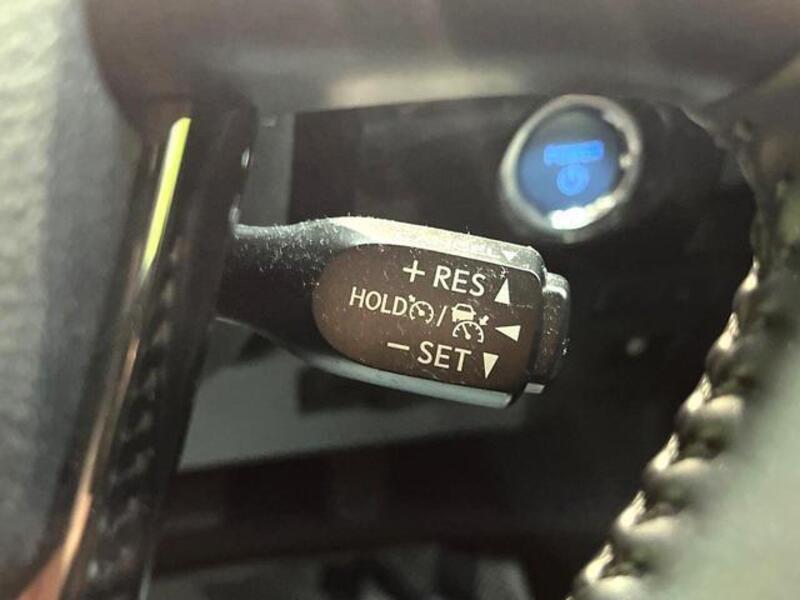 + RES
HOLD /
- SET